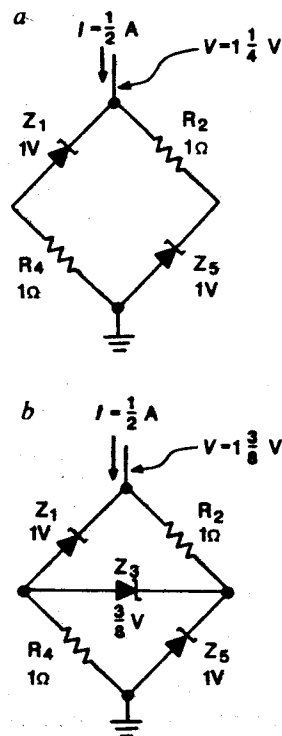 a
I = 1/2 A
V = 1 1/4 V
Z1
1V
R2
1Ω
R4
1Ω
Z5
1V
b
I = 1/2 A
V = 1 3/8 V
Z1
1V
R2
1Ω
Z3
3/8 V
R4
1Ω
Z5
1V